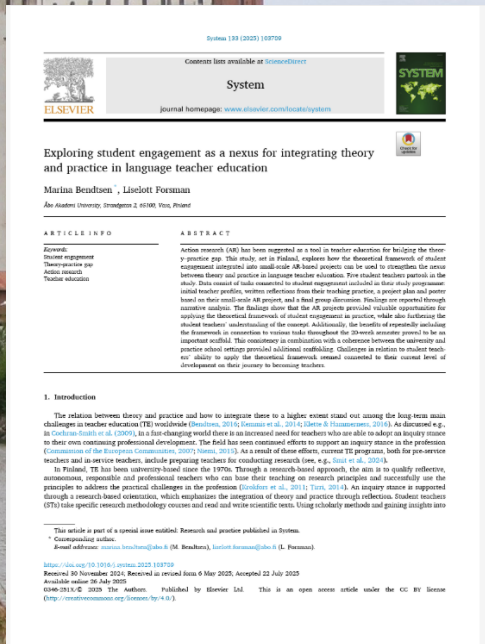 System 133 (2025) 103709
Contents lists available at ScienceDirect
System
journal homepage: www.elsevier.com/locate/system
ELSEVIER
SYSTEM
Check for updates
Exploring student engagement as a nexus for integrating theory
and practice in language teacher education
Marina Bendtsen *, Liselott Forsman
Åbo Akademi University, Strandgatan 2, 65100, Vasa, Finland
ARTICLE INFO
Keywords:
Student engagement
Theory-practice gap
Action research
Teacher education
ABSTRACT
Action research (AR) has been suggested as a tool in teacher education for bridging the theor-
y–practice gap. This study, set in Finland, explores how the theoretical framework of student
engagement integrated into small-scale AR-based projects can be used to strengthen the nexus
between theory and practice in language teacher education. Five student teachers partook in the
study. Data consist of tasks connected to student engagement included in their study programme:
initial teacher profiles, written reflections from their teaching practice, a project plan and poster
based on their small-scale AR project, and a final group discussion. Findings are reported through
narrative analysis. The findings show that the AR projects provided valuable opportunities for
applying the theoretical framework of student engagement in practice, while also furthering the
student teachers' understanding of the concept. Additionally, the benefits of repeatedly including
the framework in connection to various tasks throughout the 20-week semester proved to be an
important scaffold. This consistency in combination with a coherence between the university and
practice school settings provided additional scaffolding. Challenges in relation to student teach-
ers' ability to apply the theoretical framework seemed connected to their current level of
development on their journey to becoming teachers.
1. Introduction
The relation between theory and practice and how to integrate these to a higher extent stand out among the long-term main
challenges in teacher education (TE) worldwide (Bendtsen, 2016; Kemmis et al., 2014; Klette & Hammerness, 2016). As discussed e.g.,
in Cochran-Smith et al. (2009), in a fast-changing world there is an increased need for teachers who are able to adopt an inquiry stance
to their own continuing professional development. The field has seen continued efforts to support an inquiry stance in the profession
(Commission of the European Communities, 2007; Niemi, 2015). As a result of these efforts, current TE programs, both for pre-service
teachers and in-service teachers, include preparing teachers for conducting research (see, e.g., Smit et al., 2024).
In Finland, TE has been university-based since the 1970s. Through a research-based approach, the aim is to qualify reflective,
autonomous, responsible and professional teachers who can base their teaching on research principles and successfully use the
principles to address the practical challenges in the profession (Krokfors et al., 2011; Tirri, 2014). An inquiry stance is supported
through a research-based orientation, which emphasizes the integration of theory and practice through reflection. Student teachers
(STs) take specific research methodology courses and read and write scientific texts. Using scholarly methods and gaining insights into
This article is part of a special issue entitled: Research and practice published in System.
* Corresponding author.
E-mail addresses: marina.bendtsen@abo.fi (M. Bendtsen), liselott.forsman@abo.fi (L. Forsman).
https://doi.org/10.1016/j.system.2025.103709
Received 30 November 2024; Received in revised form 6 May 2025; Accepted 22 July 2025
Available online 26 July 2025
0346-251X/© 2025 The Authors. Published by Elsevier Ltd. This is an open access article under the CC BY license
(http://creativecommons.org/licenses/by/4.0/).